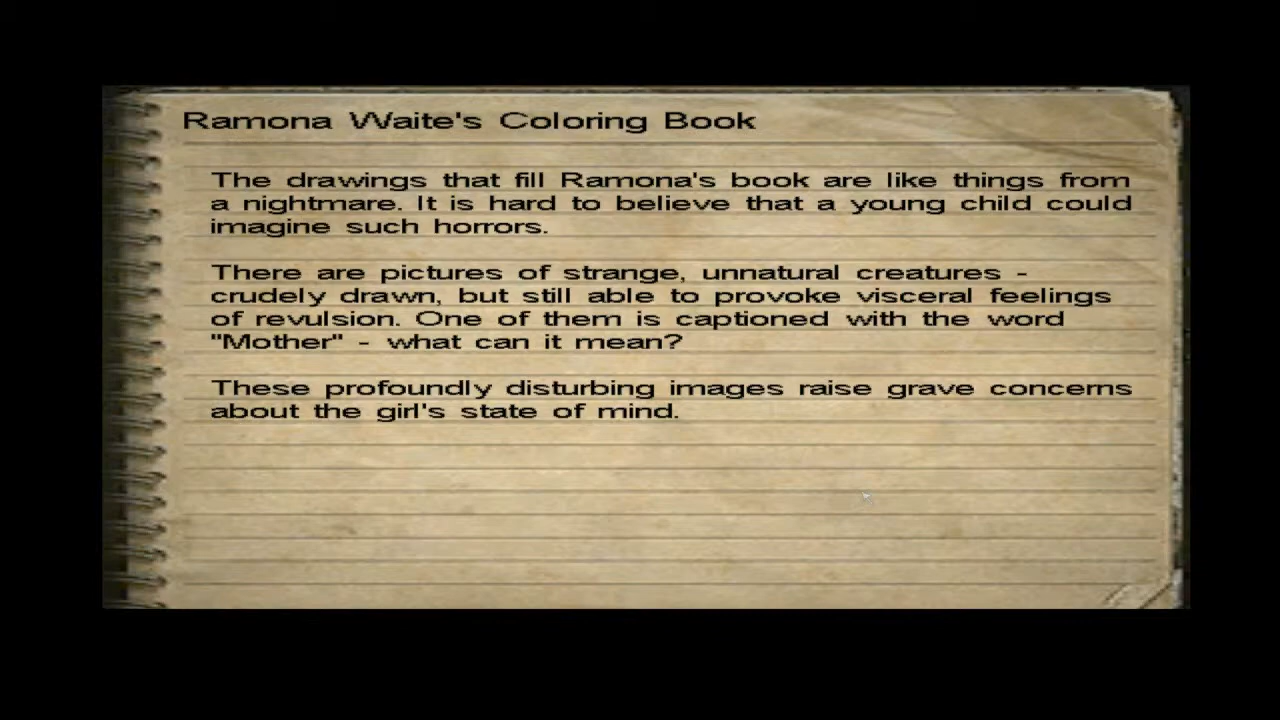 Ramona Waite's Coloring Book
The drawings that fill Ramona's book are like things from
a nightmare. It is hard to believe that a young child could
imagine such horrors.
There are pictures of strange, unnatural creatures -
crudely drawn, but still able to provoke visceral feelings
of revulsion. One of them is captioned with the word
"Mother" - what can it mean?
These profoundly disturbing images raise grave concerns
about the girl's state of mind.